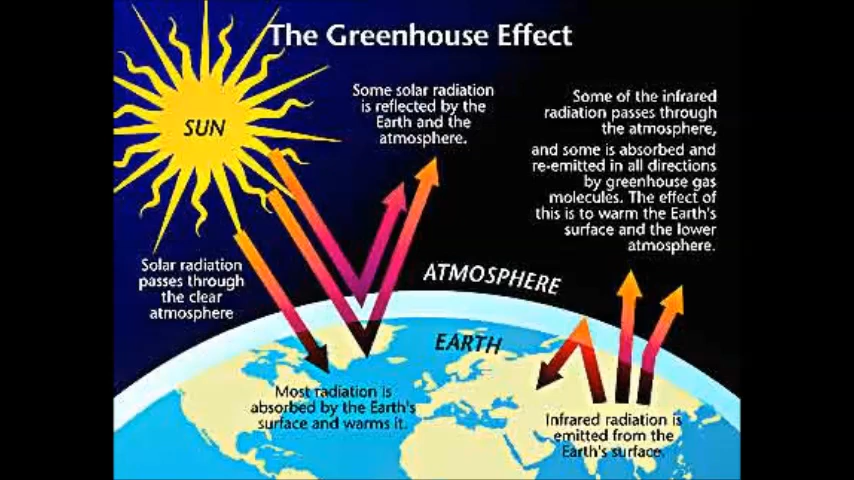 The Greenhouse Effect
SUN
Some solar radiation
is reflected by the
Earth and the
atmosphere.
Some of the infrared
radiation passes through
the atmosphere,
and some is absorbed and
re-emitted in all directions
by greenhouse gas
molecules. The effect of
this is to warm the Earth's
surface and the lower
atmosphere.
Solar radiation
passes through
the clear
atmosphere
ATMOSPHERE
EARTH
Most radiation is
absorbed by the Earth's
surface and warms it.
Infrared radiation is
emitted from the
Earth's surface.